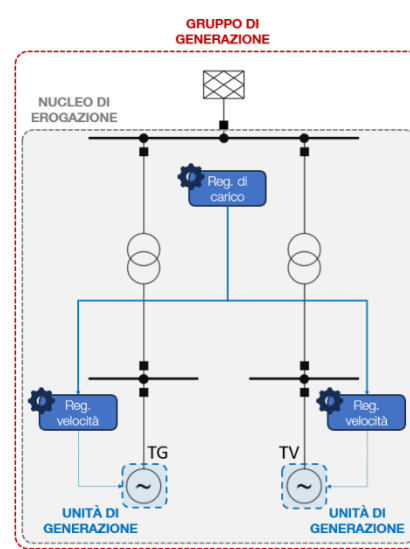 GRUPPO DI
GENERAZIONE
NUCLEO DI
EROGAZIONE
Reg. di
carico
Reg.
velocità
Reg.
velocità
TG
TV
~
~
UNITÀ DI
GENERAZIONE
UNITÀ DI
GENERAZIONE